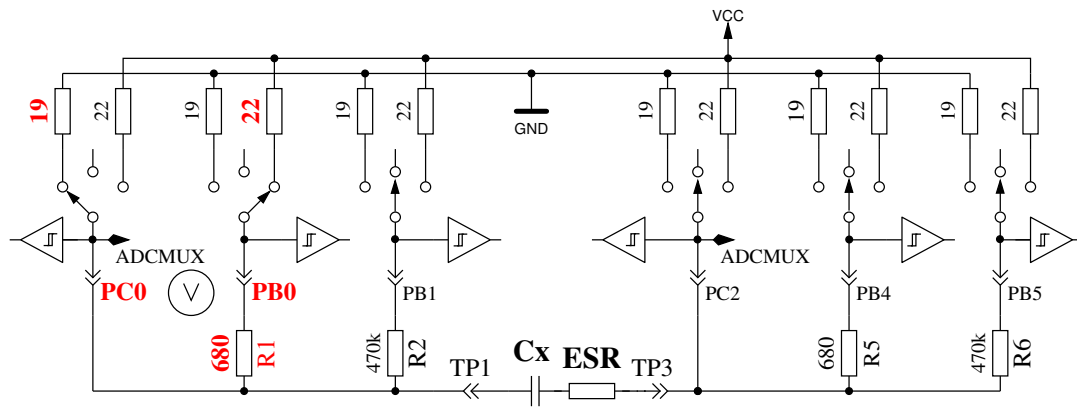 VCC
19
22
19
22
19
22
GND
19
22
19
22
19
22
ADCMUX
ADCMUX
PC0
V
PB0
PB1
PC2
PB4
PB5
680
R1
470k
R2
680
R5
470k
R6
TP1
Cx
ESR
TP3